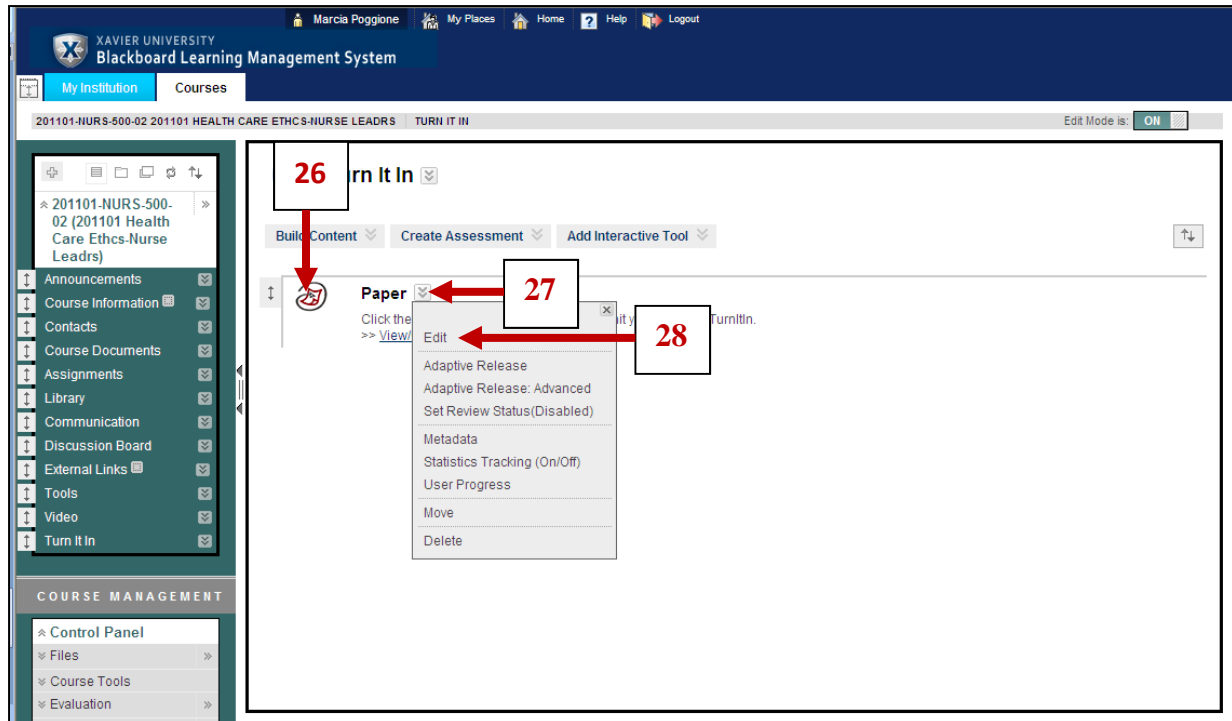 Marcia Poggione My Places Home ? Help Logout
XAVIER UNIVERSITY
Blackboard Learning Management System
My Institution Courses
201101-NURS-500-02 201101 HEALTH CARE ETHCS-NURSE LEADRS TURN IT IN Edit Mode is: ON
26
rn It In
201101-NURS-500-
02 (201101 Health
Care Ethcs-Nurse
Leadrs)
Build Content Create Assessment Add Interactive Tool
Announcements
Course Information
Contacts
Course Documents
Assignments
Library
Communication
Discussion Board
External Links
Tools
Video
Turn It In
Paper
27
Click the it y TurnItIn.
>> View/
28
Edit
Adaptive Release
Adaptive Release: Advanced
Set Review Status(Disabled)
Metadata
Statistics Tracking (On/Off)
User Progress
Move
Delete
COURSE MANAGEMENT
Control Panel
Files
Course Tools
Evaluation